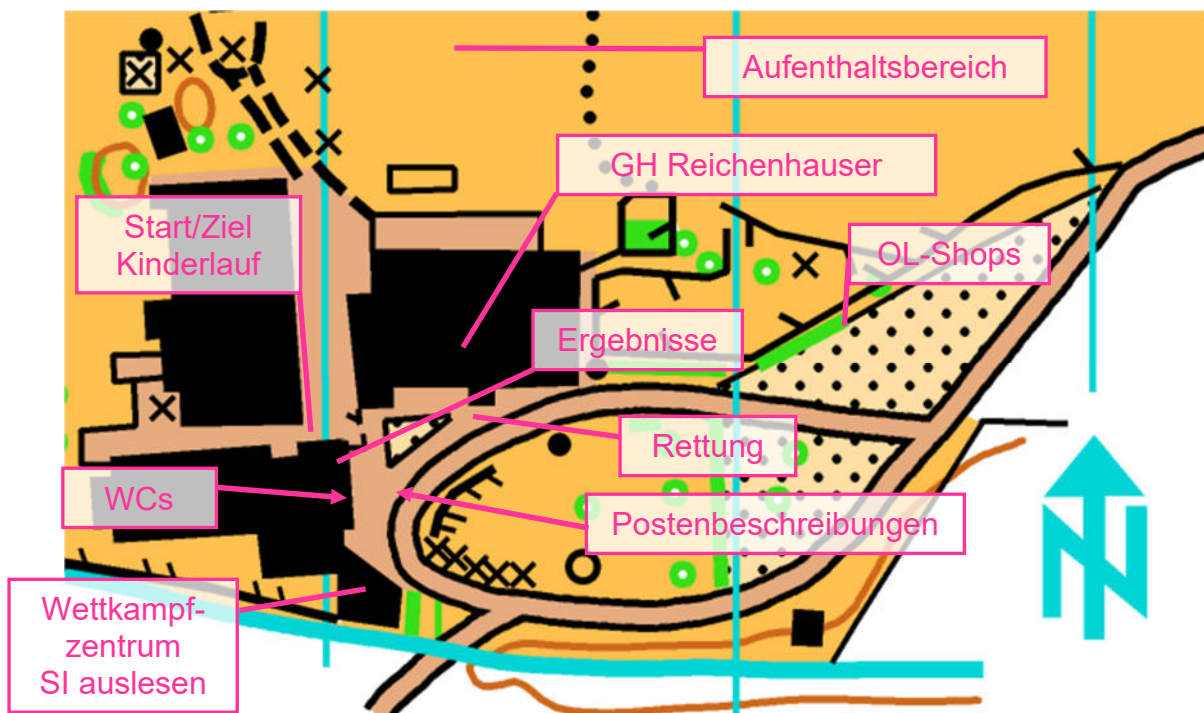 Aufenthaltsbereich
GH Reichenhauser
Start/Ziel
Kinderlauf
OL-Shops
Ergebnisse
Rettung
WCs
Postenbeschreibungen
Wettkampf-
zentrum
SI auslesen
N